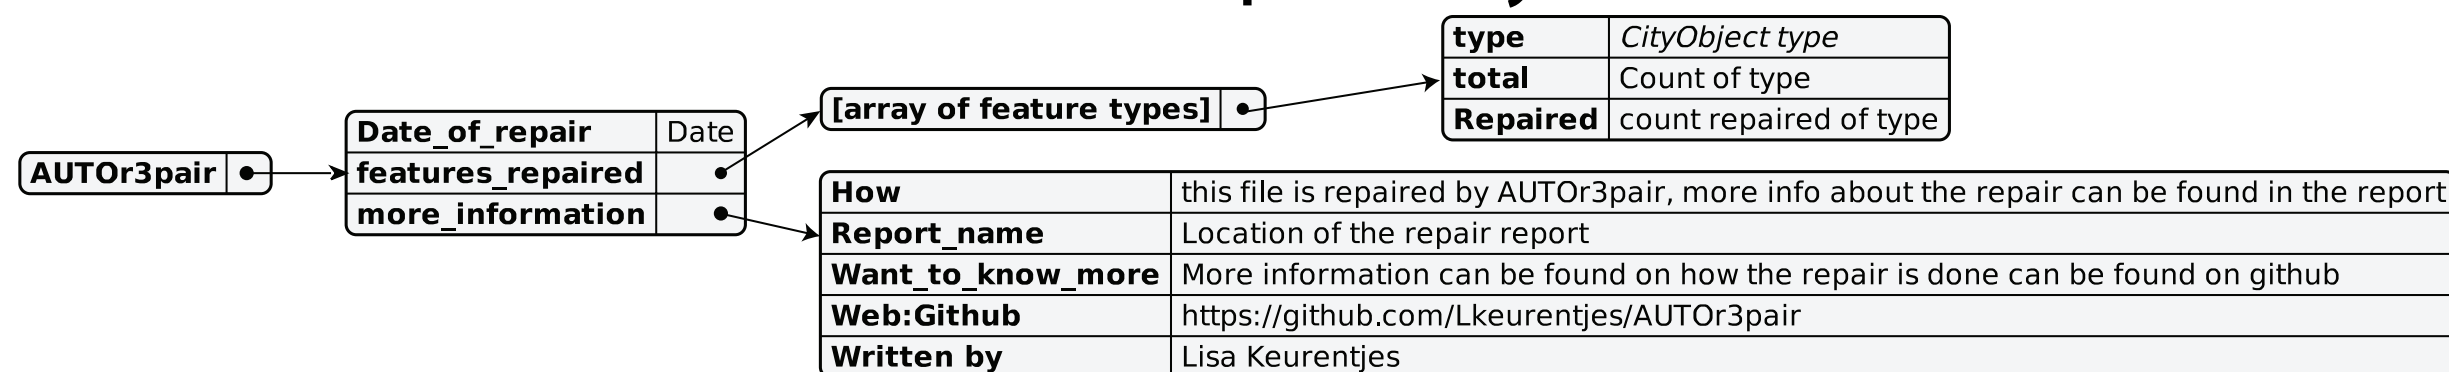 AUTOr3pair
Date_of_repair Date
features_repaired
more_information
[array of feature types]
type CityObject type
total Count of type
Repaired count repaired of type
How this file is repaired by AUTOr3pair, more info about the repair can be found in the report
Report_name Location of the repair report
Want_to_know_more More information can be found on how the repair is done can be found on github
Web:Github https://github.com/Lkeurentjes/AUTOr3pair
Written by Lisa Keurentjes